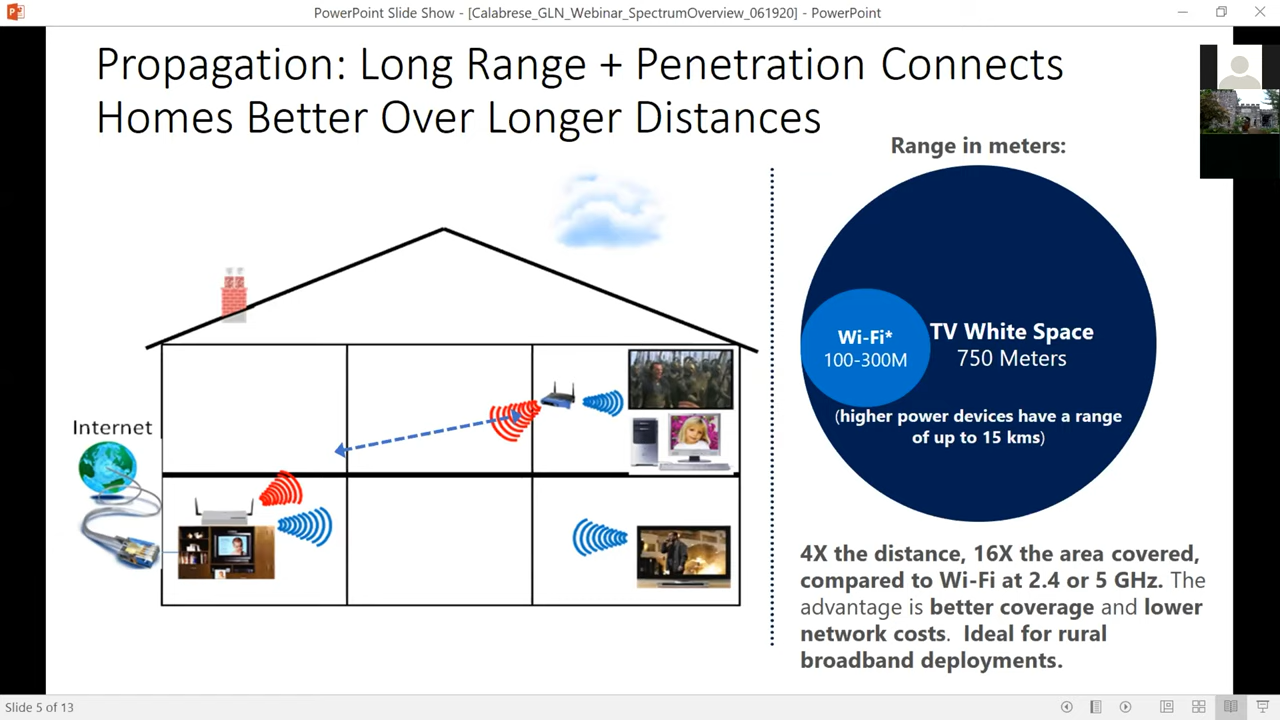 PowerPoint Slide Show - [Calabrese_GLN_Webinar_SpectrumOverview_061920] - PowerPoint
Propagation: Long Range + Penetration Connects
Homes Better Over Longer Distances
Range in meters:
Wi-Fi*
100-300M
TV White Space
750 Meters
(higher power devices have a range
of up to 15 kms)
Internet
4X the distance, 16X the area covered,
compared to Wi-Fi at 2.4 or 5 GHz. The
advantage is better coverage and lower
network costs. Ideal for rural
broadband deployments.
Slide 5 of 13